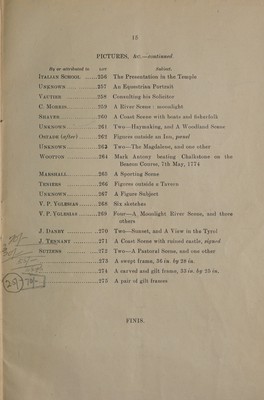 15
PICTURES, &c.—continued.
By or attributed to LOT Subject.
ITALIAN SCHOOL ......256 The Presentation in the Temple
UNKNOWN ............257 An Equestrian Portrait
VAUTIER ............258 Consulting his Solicitor
C. MORRIS............259 A River Scene: moonlight
SHAYER ............260 A Coast Scene with boats and fisherfolk
UNKNOWN ............261 Two—Haymaking, and A Woodland Scene
OSTADE (after) ......262 Figures outside an Inn, panel
UNKNOWN ............263 Two—The Magdalene, and one other
WOOTTON ............264 Mark Antony beating Chalkstone on the
Beacon Course, 7th May, 1774
MARSHALL............265 A Sporting Scene
TENIERS ............266 Figures outside a Tavern
UNKNOWN ............267 A Figure Subject
V. P. YGLESIAS........268 Six sketches
V. P. YGLESIAS ........269 Four—A Moonlight River Scene, and three
others
J. DANBY ............270 Two—Sunset, and A View in the Tyrol
J. TENNANT ..........271 A Coast Scene with ruined castle, signed
............272 Two—A Pastoral Scene, and one other
............273 A swept frame, 36 in. by 28 in.
............274 A carved and gilt frame, 35 in. by 25 in.
............275 A pair of gilt frames
FINIS.